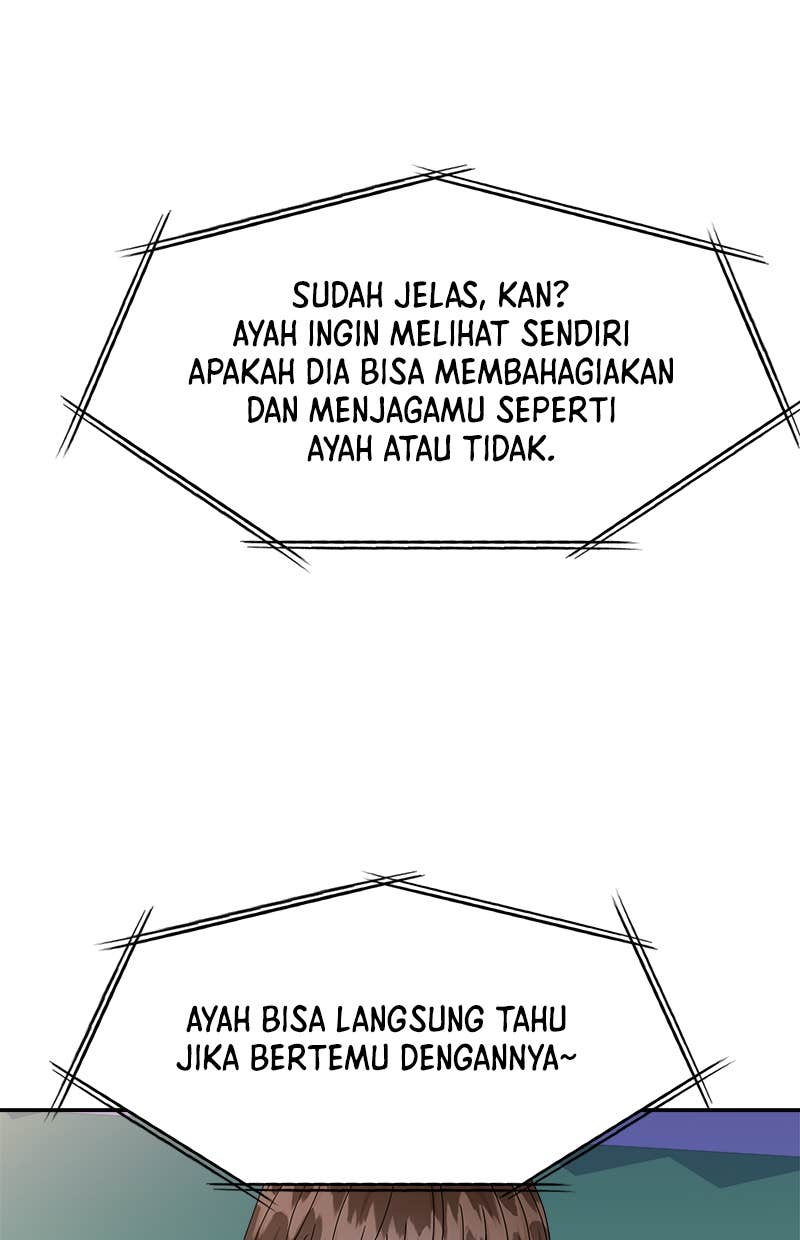 SUDAH JELAS, KAN?
AYAH INGIN MELIHAT SENDIRI
APAKAH DIA BISA MEMBAHAGIAKAN
DAN MENJAGAMU SEPERTI
AYAH ATAU TIDAK.
AYAH BISA LANGSUNG TAHU
JIKA BERTEMU DENGANNYA~